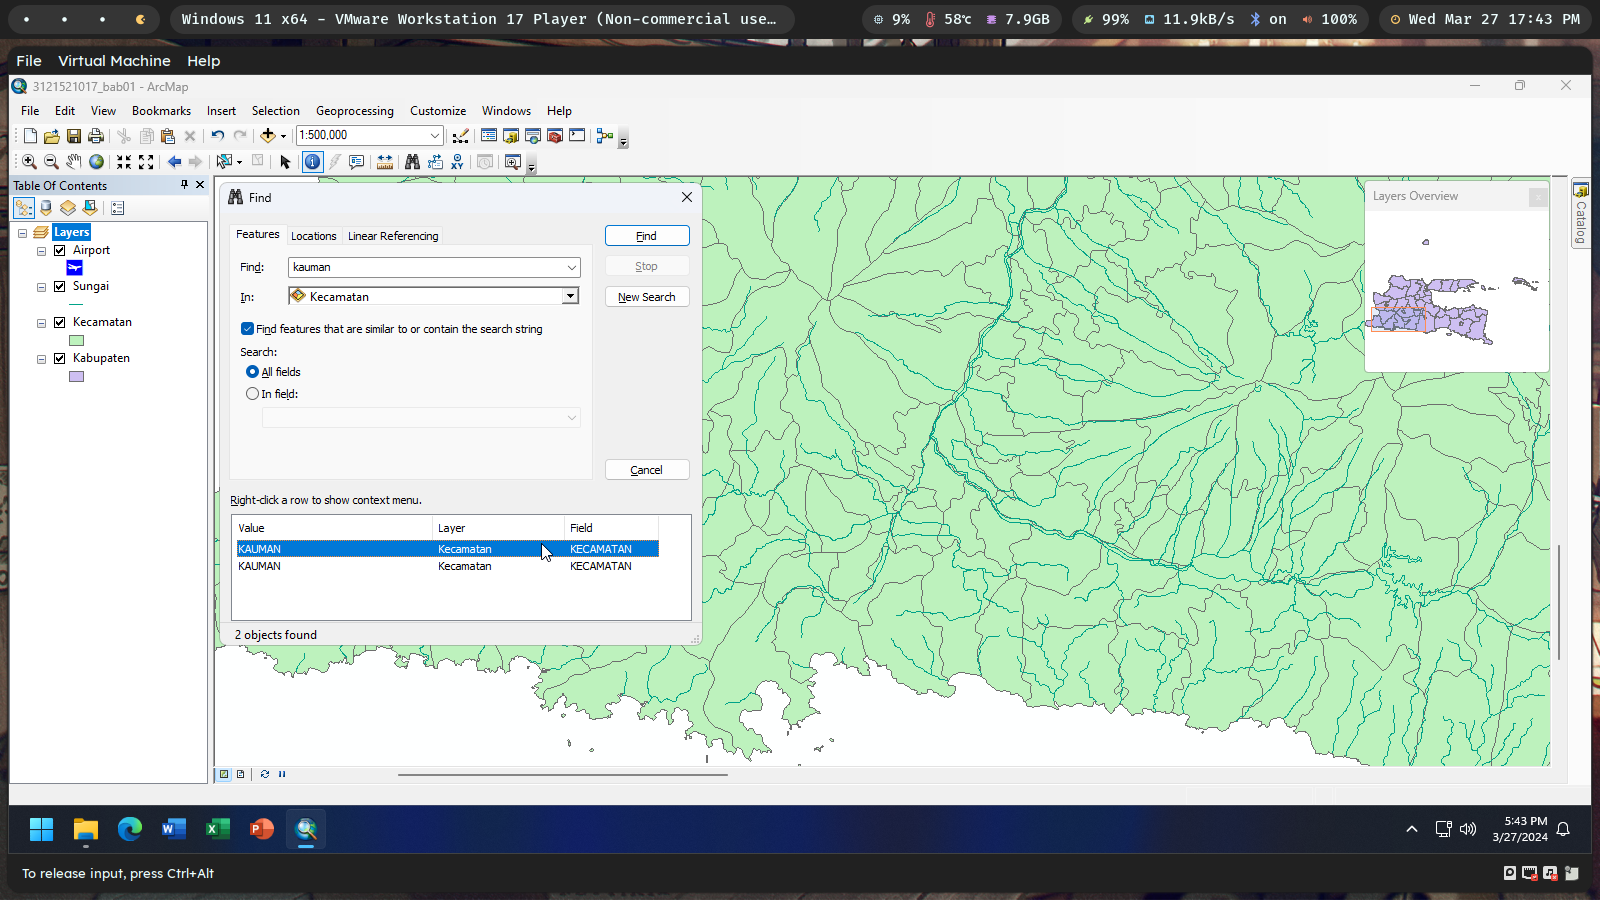 Windows 11 x64 - VMware Workstation 17 Player (Non-commercial use…
9%
58℃
7.9GB
99%
11.9kB/s
on
100%
Wed Mar 27 17:43 PM
File Virtual Machine Help
3121521017_bab01 - ArcMap
File Edit View Bookmarks Insert Selection Geoprocessing Customize Windows Help
1:500,000
XY
Table Of Contents
Layers
Airport
Sungai
Kecamatan
Kabupaten
Find
Features Locations Linear Referencing
Find: kauman
In: Kecamatan
Find features that are similar to or contain the search string
Search:
All fields
In field:
Find
Stop
New Search
Cancel
Right-click a row to show context menu.
Value Layer Field
KAUMAN Kecamatan KECAMATAN
KAUMAN Kecamatan KECAMATAN
2 objects found
Layers Overview
Catalog
5:43 PM
3/27/2024
To release input, press Ctrl+Alt